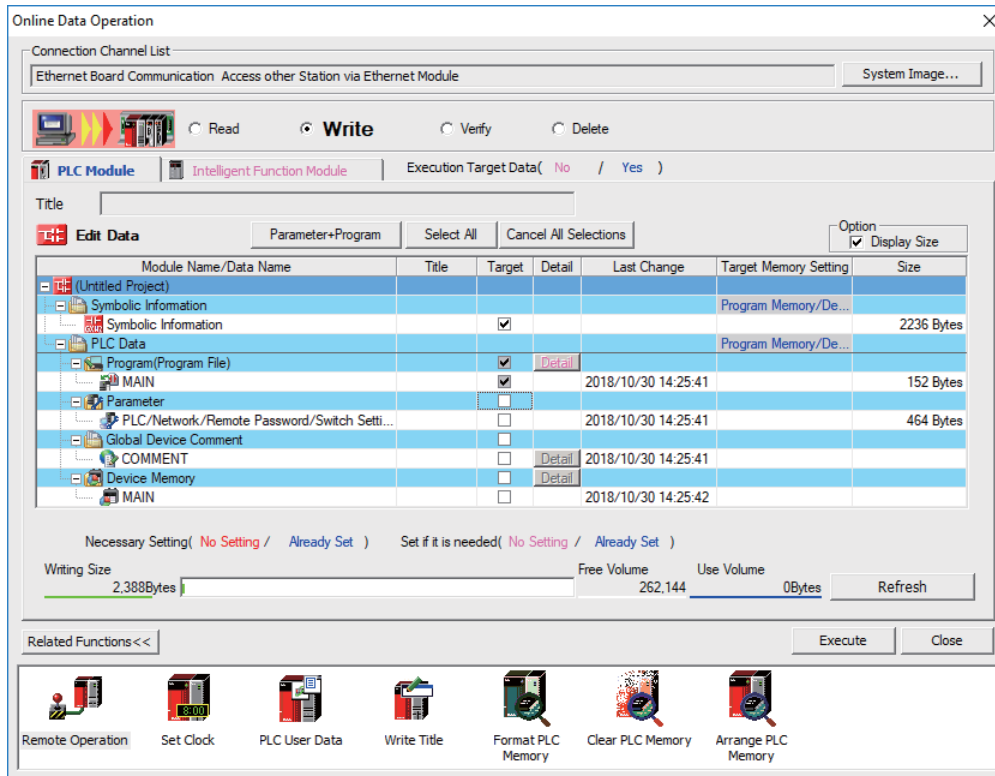 Online Data Operation
Connection Channel List
Ethernet Board Communication Access other Station via Ethernet Module
System Image...
Read
Write
Verify
Delete
PLC Module
Intelligent Function Module
Execution Target Data( No / Yes )
Title
Edit Data
Parameter+Program
Select All
Cancel All Selections
Option
Display Size
Module Name/Data Name Title Target Detail Last Change Target Memory Setting Size
(Untitled Project)
Symbolic Information Program Memory/De...
Symbolic Information 2236 Bytes
PLC Data Program Memory/De...
Program(Program File) Detail
MAIN 2018/10/30 14:25:41 152 Bytes
Parameter
PLC/Network/Remote Password/Switch Setti... 2018/10/30 14:25:41 464 Bytes
Global Device Comment
COMMENT Detail 2018/10/30 14:25:41
Device Memory Detail
MAIN 2018/10/30 14:25:42
Necessary Setting( No Setting / Already Set ) Set if it is needed( No Setting / Already Set )
Writing Size Free Volume Use Volume
2,388Bytes 262,144 0Bytes Refresh
Related Functions<< Execute Close
8:00
Remote Operation
Set Clock
PLC User Data
Write Title
Format PLC
Memory
Clear PLC Memory
Arrange PLC
Memory